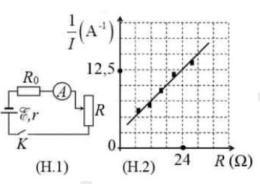 1/I (A⁻¹)
R₀
A
12,5
ℰ,r
R
K
0
24
R (Ω)
(H.1)
(H.2)